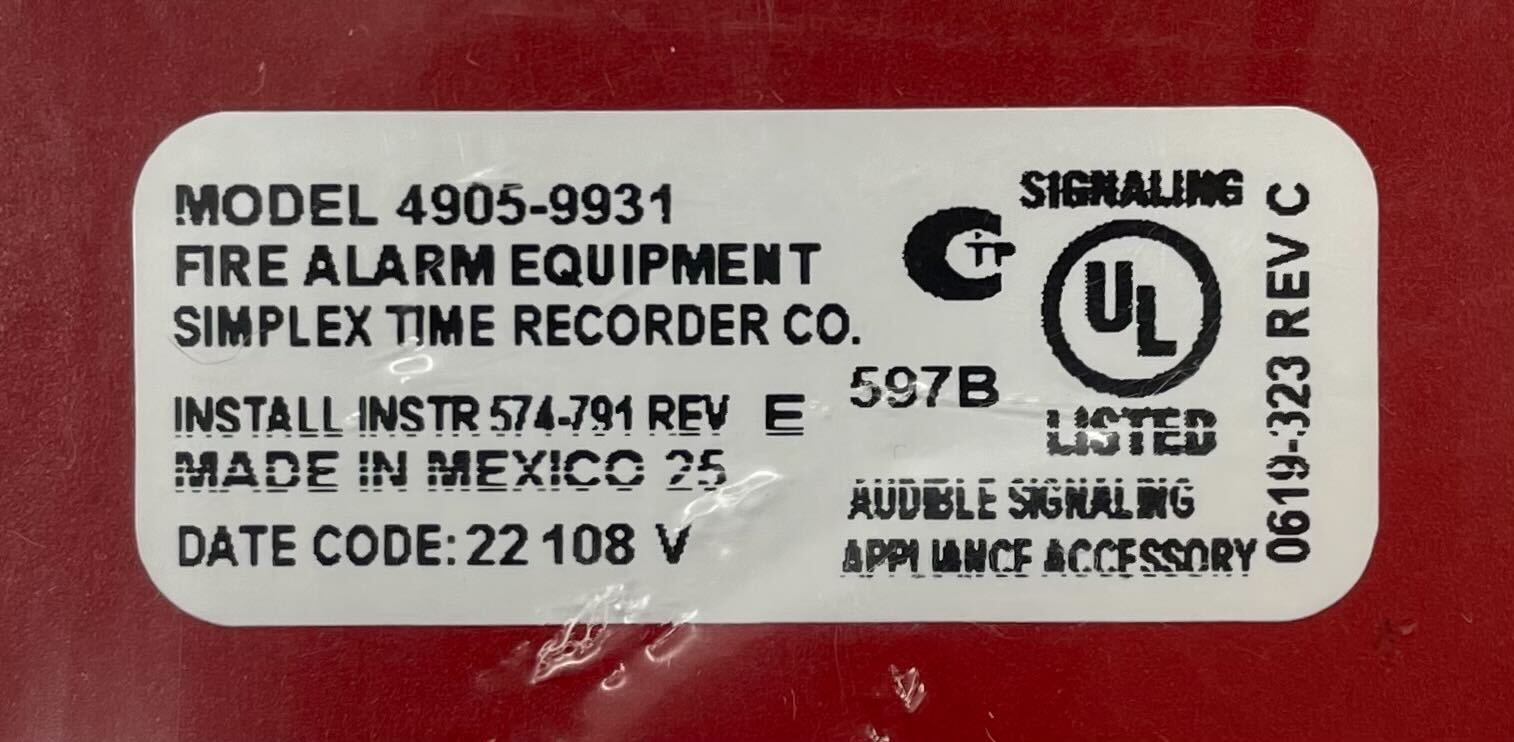 MODEL 4905-9931
FIRE ALARM EQUIPMENT
SIMPLEX TIME RECORDER CO.
INSTALL INSTR 574-791 REV E
MADE IN MEXICO 25
DATE CODE: 22 108 V
SIGNALING
UL
LISTED
597B
AUDIBLE SIGNALING
APPLIANCE ACCESSORY
0619-323 REV C